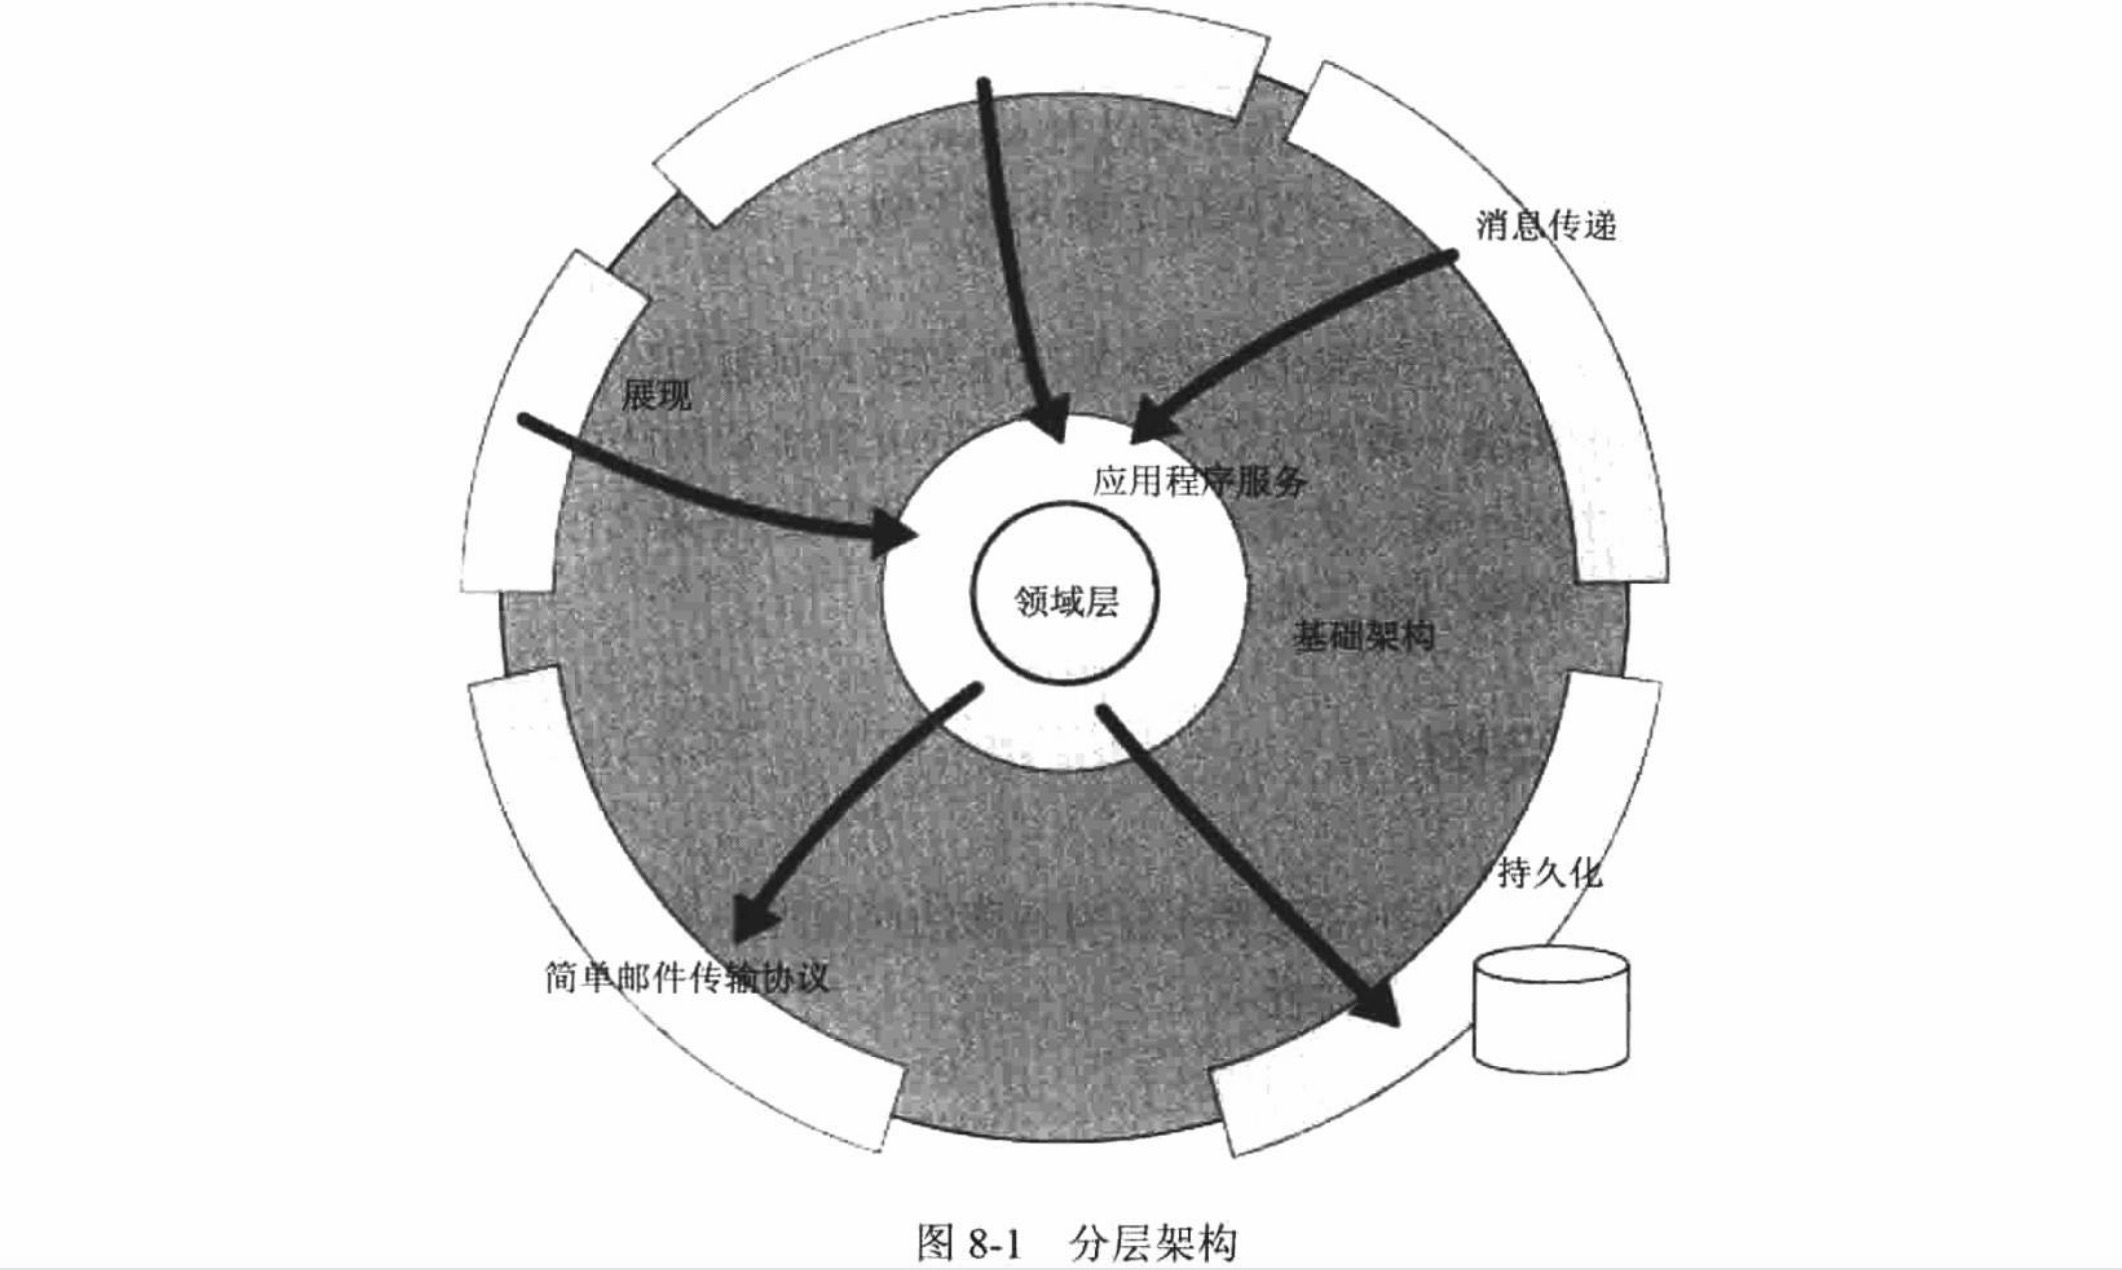 消息传递
展现
应用程序服务
领域层
基础架构
持久化
简单邮件传输协议
图 8-1 分层架构